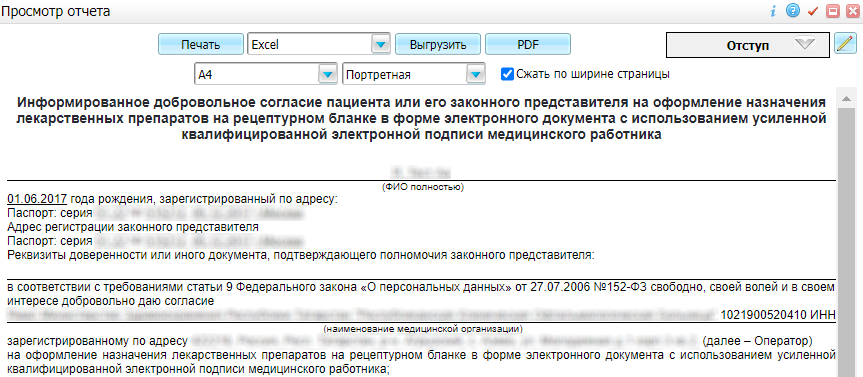 Просмотр отчета
Печать Excel Выгрузить PDF Отступ
A4 Портретная Сжать по ширине страницы
Информированное добровольное согласие пациента или его законного представителя на оформление назначения
лекарственных препаратов на рецептурном бланке в форме электронного документа с использованием усиленной
квалифицированной электронной подписи медицинского работника
(ФИО полностью)
01.06.2017 года рождения, зарегистрированный по адресу:
Паспорт: серия
Адрес регистрации законного представителя
Паспорт: серия
Реквизиты доверенности или иного документа, подтверждающего полномочия законного представителя:
в соответствии с требованиями статьи 9 Федерального закона «О персональных данных» от 27.07.2006 №152-ФЗ свободно, своей волей и в своем
интересе добровольно даю согласие
1021900520410 ИНН
(наименование медицинской организации)
зарегистрированному по адресу (далее – Оператор)
на оформление назначения лекарственных препаратов на рецептурном бланке в форме электронного документа с использованием усиленной
квалифицированной электронной подписи медицинского работника;